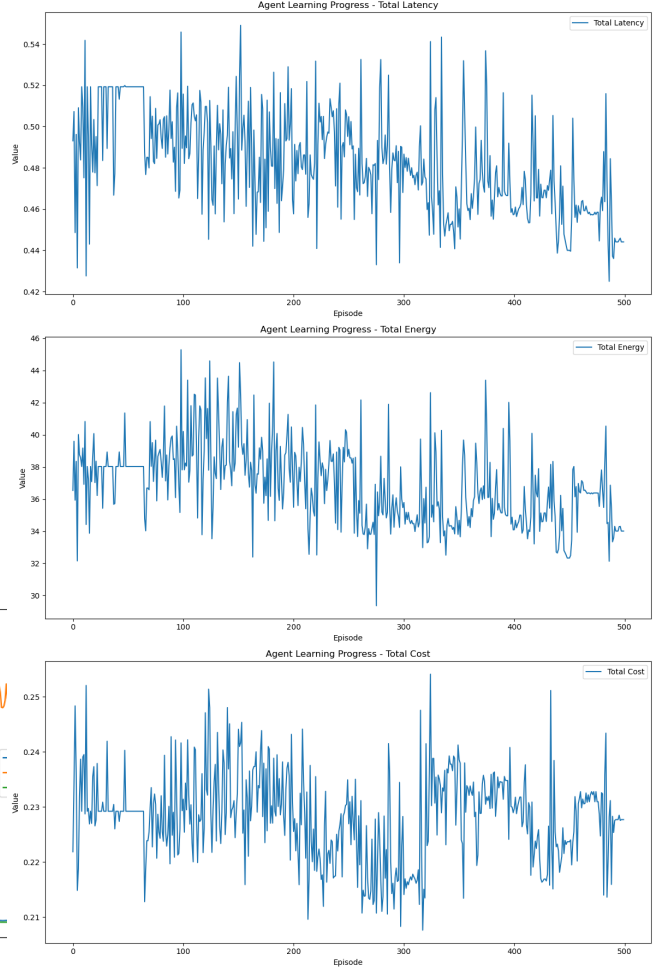 Agent Learning Progress - Total Latency
Total Latency
0.54
0.52
0.50
0.48
0.46
0.44
0.42
Value
0 100 200 300 400 500
Episode
Agent Learning Progress - Total Energy
Total Energy
46
44
42
40
38
36
34
32
30
Value
0 100 200 300 400 500
Episode
Agent Learning Progress - Total Cost
Total Cost
0.25
0.24
0.23
0.22
0.21
Value
0 100 200 300 400 500
Episode